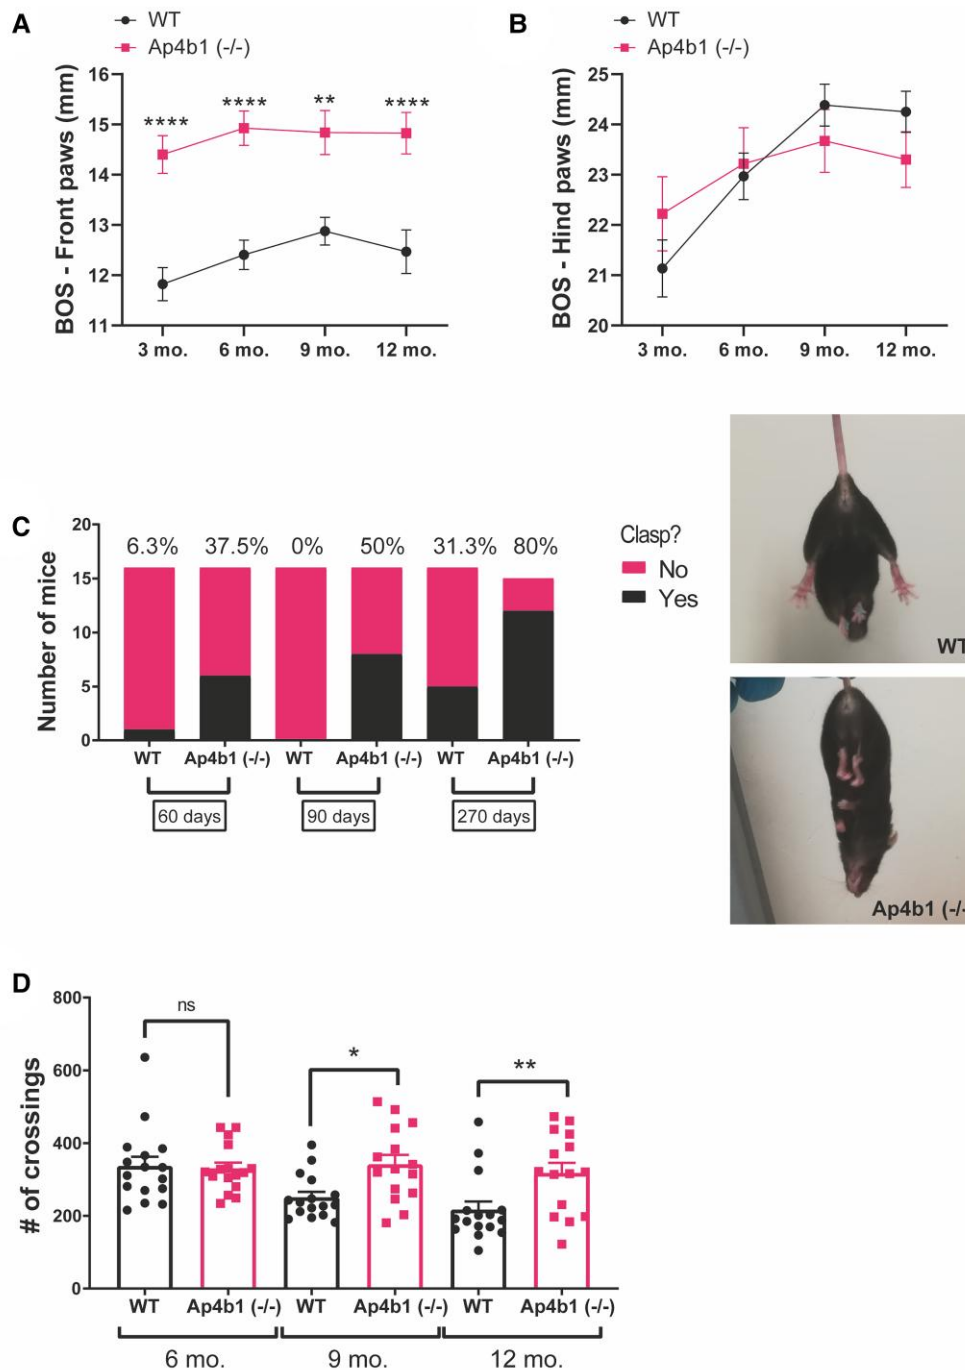 A
WT
Ap4b1 (-/-)
BOS - Front paws (mm)
16
15
14
13
12
11
****
****
**
****
3 mo.
6 mo.
9 mo.
12 mo.
B
WT
Ap4b1 (-/-)
BOS - Hind paws (mm)
25
24
23
22
21
20
3 mo.
6 mo.
9 mo.
12 mo.
C
Number of mice
20
15
10
5
0
6.3%
37.5%
0%
50%
31.3%
80%
WT
Ap4b1 (-/-)
WT
Ap4b1 (-/-)
WT
Ap4b1 (-/-)
60 days
90 days
270 days
Clasp?
No
Yes
WT
Ap4b1 (-/-
D
# of crossings
800
600
400
200
0
ns
*
**
WT
Ap4b1 (-/-)
WT
Ap4b1 (-/-)
WT
Ap4b1 (-/-)
6 mo.
9 mo.
12 mo.